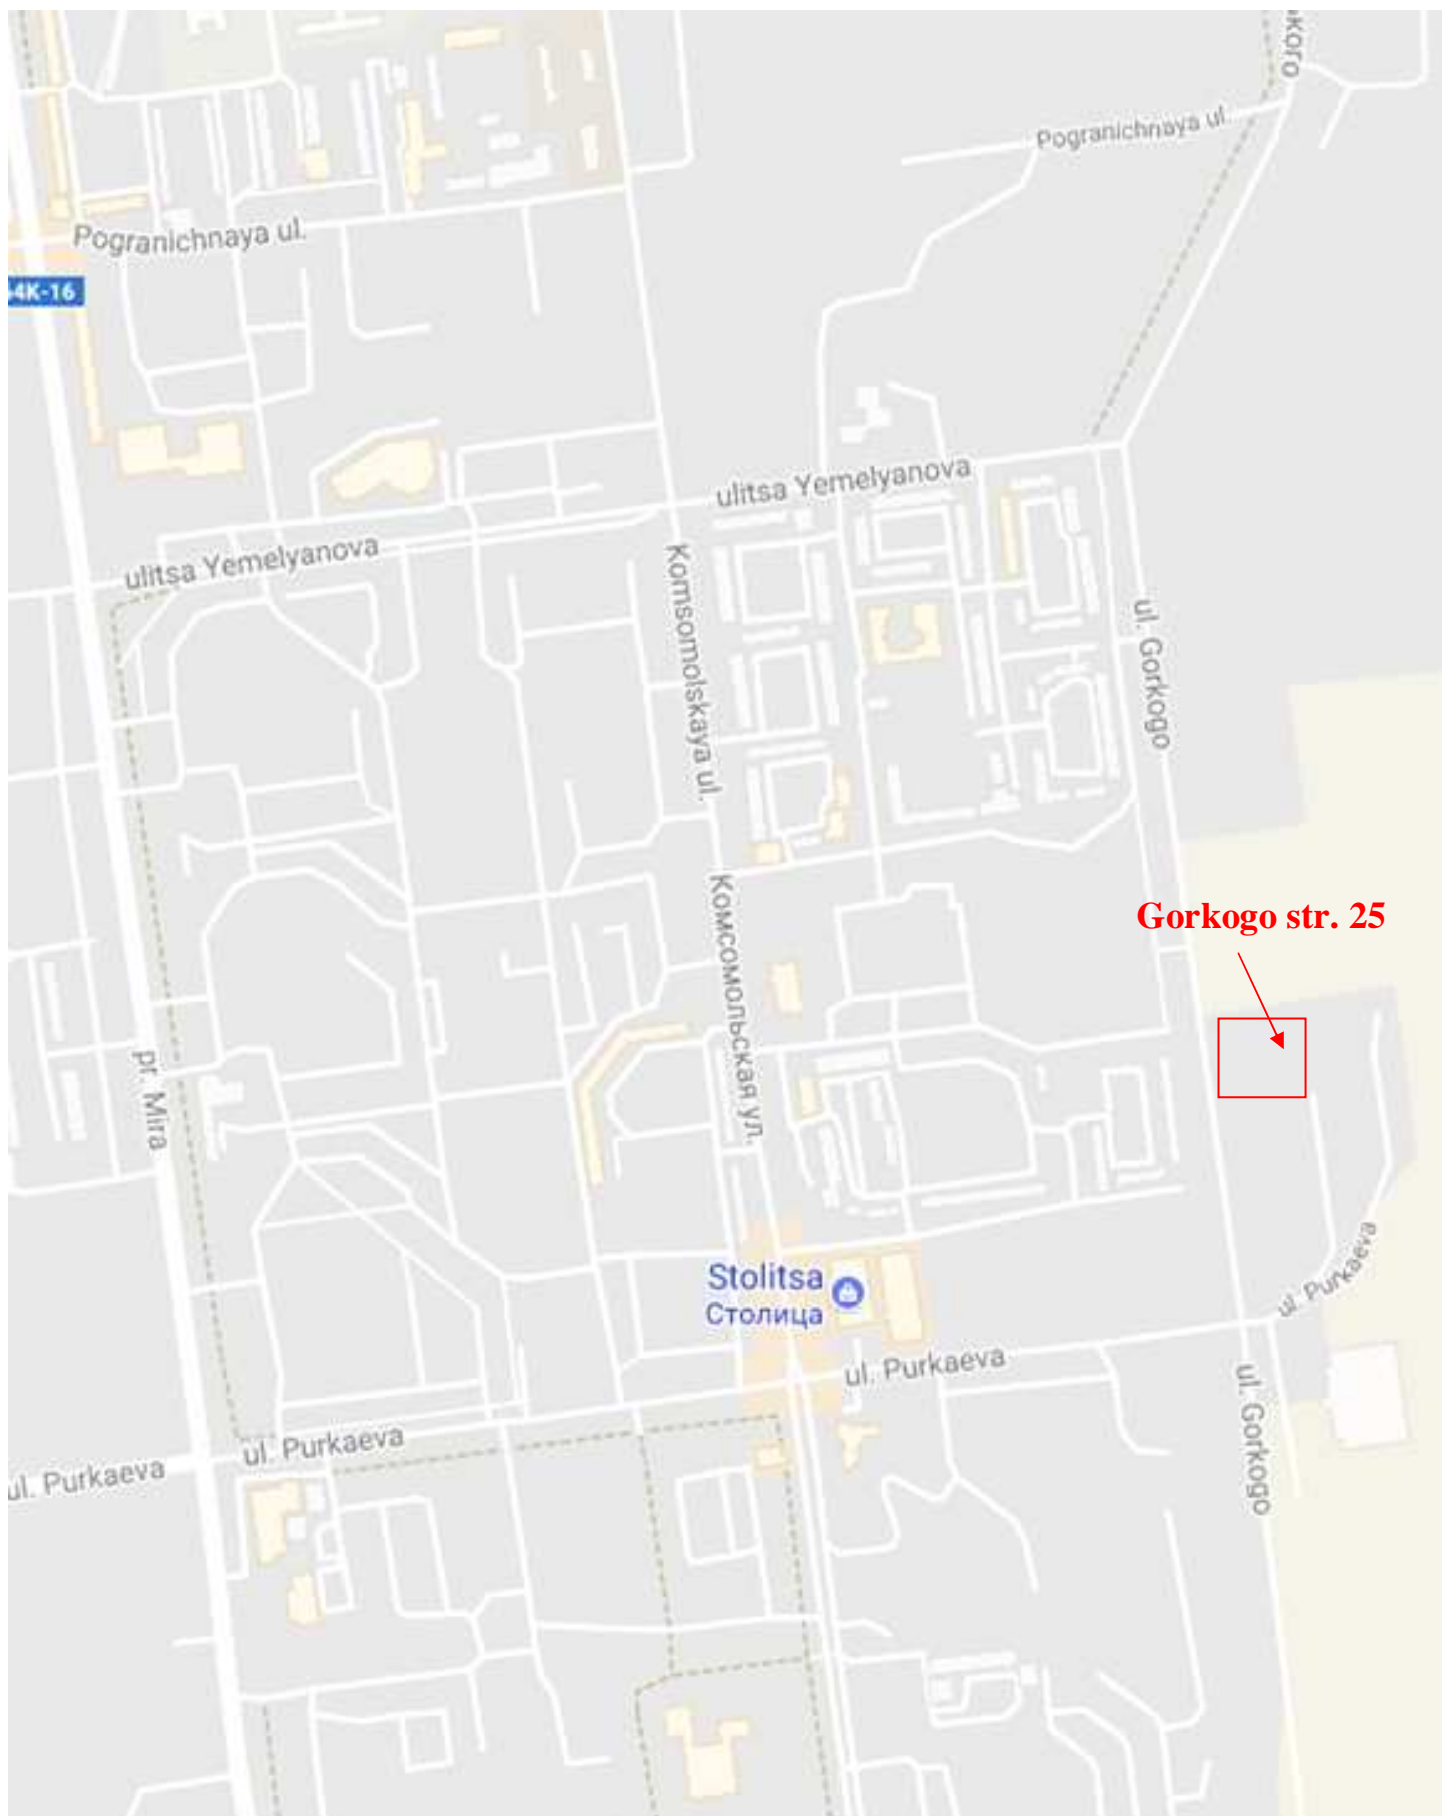 кого
Pogranichnaya ul.
Pogranichnaya ul.
4K-16
ulitsa Yemelyanova
ulitsa Yemelyanova
Komsomolskaya ul.
ul. Gorkogo
Комсомольская ул.
Gorkogo str. 25
pr. Mira
Stolitsa
Столица
ul. Purkaeva
ul. Purkaeva
ul. Gorkogo
ul. Purkaeva
ul. Purkaeva